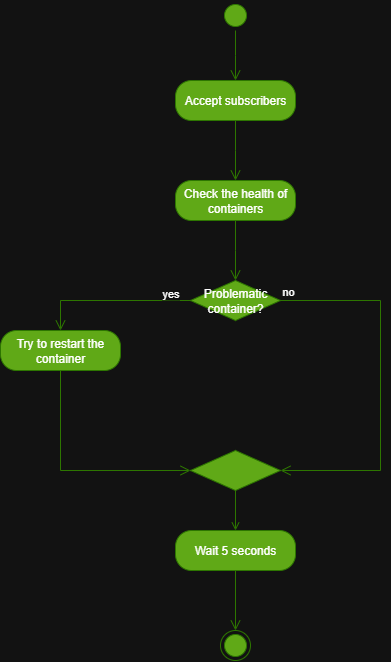 Accept subscribers
Check the health of
containers
Problematic
container?
yes
no
Try to restart the
container
Wait 5 seconds